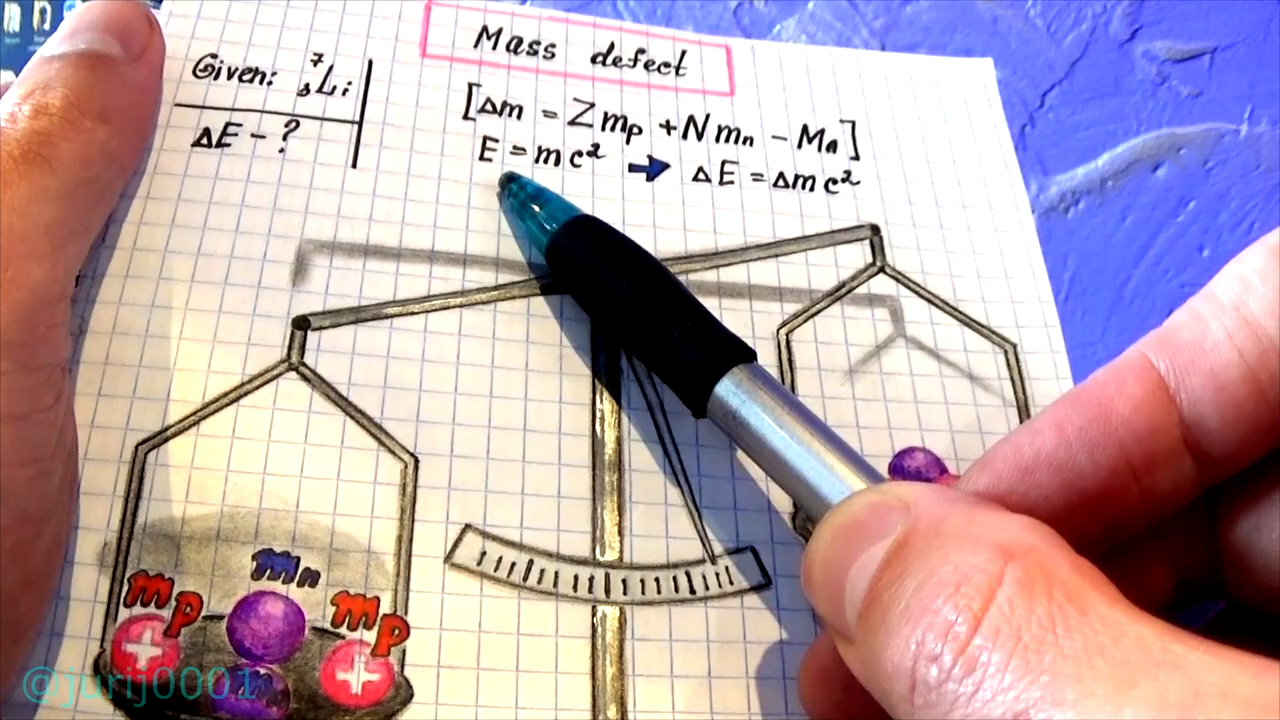 Mass defect
Given: ⁷₃Li
ΔE - ?
[Δm = Zmₚ + Nmₙ - Mₐ]
E = mc² ➡ ΔE = Δmc²
mₙ
mₚ mₚ
@jurij0001